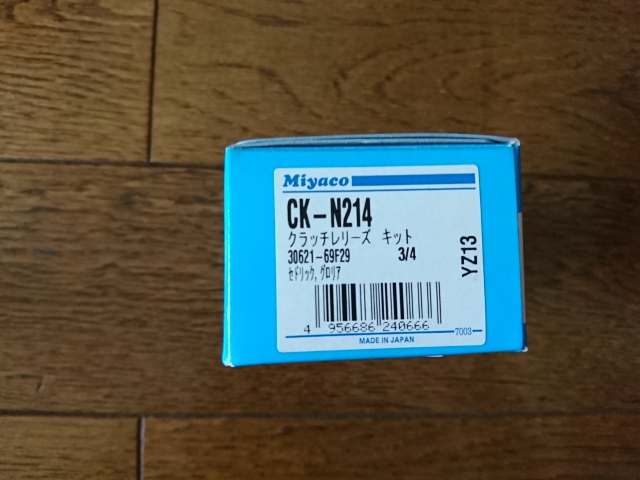 Miyaco
CK-N214
クラッチレリーズ キット
30621-69F29 3/4
セドリック,グロリア
YZ13
4 956686 240666
7003
MADE IN JAPAN